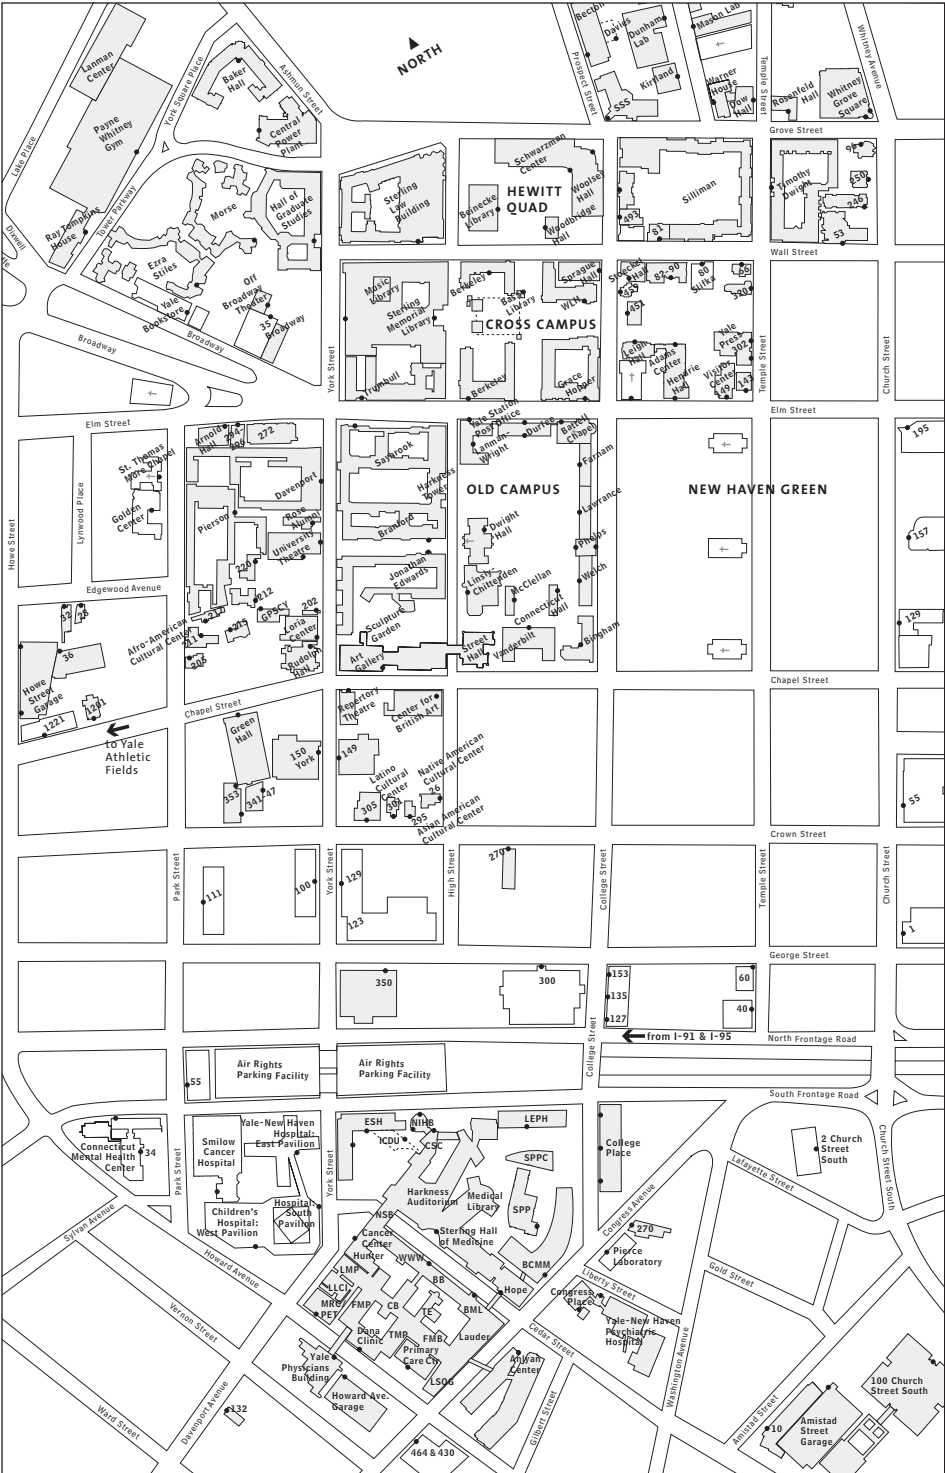 Lanman
Center
Payne
Whitney
Gym
Lake Place
York Square Place
Baker
Hall
Ashmun Street
Central
Power
Plant
NORTH
Becton
Davies
Dunham
Lab
Mason Lab
Prospect Street
Kirtland
SSS
Warner
House
Dow
Hall
Temple Street
Rosenfeld
Hall
Whitney
Grove
Square
Whitney Avenue
Grove Street
Ray Tompkins
House
Tower Parkway
Dixwell
Morse
Hall of
Graduate
Studies
Ezra
Stiles
Off
Broadway
Theater
Yale
Bookstore
35
Broadway
Broadway
Broadway
Sterling
Law
Building
Schwarzman
Center
HEWITT
QUAD
Beinecke
Library
Woolsey
Hall
Woodbridge
Hall
Silliman
493
81
Timothy
Dwight
96
250
246
53
Wall Street
Music
Library
Sterling
Memorial
Library
Trumbull
York Street
Berkeley
Bass
Library
Sprague
Hall
WLH
CROSS CAMPUS
Berkeley
Grace
Hopper
Stoeckel
Hall
459
451
82-90
80
Slifka
66
320
Leigh
Hall
Adams
Center
Hendrie
Hall
Yale
Press
302
Visitor
Center
149
143
Temple Street
Church Street
Elm Street
Elm Street
St. Thomas
More Chapel
Golden
Center
Howe Street
Lynwood Place
Edgewood Avenue
Arnold
Hall
294-
296
272
Davenport
Pierson
Rose
Alumni
University
Theatre
220
212
GPSCY
202
217
215
211
205
Afro-American
Cultural Center
Loria
Center
Rudolph
Hall
Saybrook
Harkness
Tower
Branford
Jonathan
Edwards
Sculpture
Garden
Art
Gallery
Street
Hall
Yale Station
Post Office
Lanman-
Wright
Durfee
Battell
Chapel
Farnam
OLD CAMPUS
Lawrance
Dwight
Hall
Phelps
Linsly-
Chittenden
McClellan
Welch
Connecticut
Hall
Vanderbilt
Bingham
NEW HAVEN GREEN
195
157
129
Chapel Street
32
28
36
Howe
Street
Garage
1221
1201
to Yale
Athletic
Fields
Chapel Street
Green
Hall
150
York
353
341-47
Repertory
Theatre
Center for
British Art
149
Latino
Cultural
Center
305
301
295
26
Native American
Cultural Center
Asian American
Cultural Center
55
Crown Street
Park Street
York Street
High Street
College Street
Temple Street
Church Street
111
100
129
123
270
1
George Street
350
300
153
135
127
60
40
from I-91 & I-95
North Frontage Road
College Street
55
Air Rights
Parking Facility
Air Rights
Parking Facility
South Frontage Road
Connecticut
Mental Health
Center
34
Park Street
Smilow
Cancer
Hospital
Yale-New Haven
Hospital:
East Pavilion
Children's
Hospital:
West Pavilion
Hospital:
South
Pavilion
York Street
ESH
NIHB
ICDU
CSC
LEPH
SPPC
Harkness
Auditorium
Medical
Library
SPP
NSB
Sterling Hall
of Medicine
BCMM
Hope
College
Place
2 Church
Street
South
Lafayette Street
Church Street South
Congress Avenue
270
Pierce
Laboratory
Liberty Street
Gold Street
Sylvan Avenue
Howard Avenue
Vernon Street
Ward Street
Davenport Avenue
132
Cancer
Center
Hunter
WWW
LMP
LLCI
MRC/
PET
FMP
CB
BB
TE
BML
Dana
Clinic
TMP
FMB
Lauder
Primary
Care Ctr
LSOG
Yale
Physicians
Building
Howard Ave.
Garage
464 & 430
Anlyan
Center
Cedar Street
Gilbert Street
Congress
Place
Yale-New Haven
Psychiatric
Hospital
Washington Avenue
Amistad Street
10
Amistad
Street
Garage
100 Church
Street South